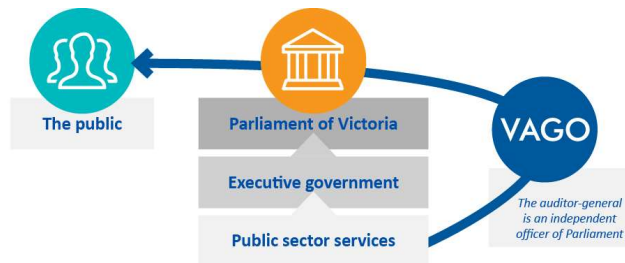 The public
Parliament of Victoria
Executive government
Public sector services
VAGO
The auditor-general
is an independent
officer of Parliament